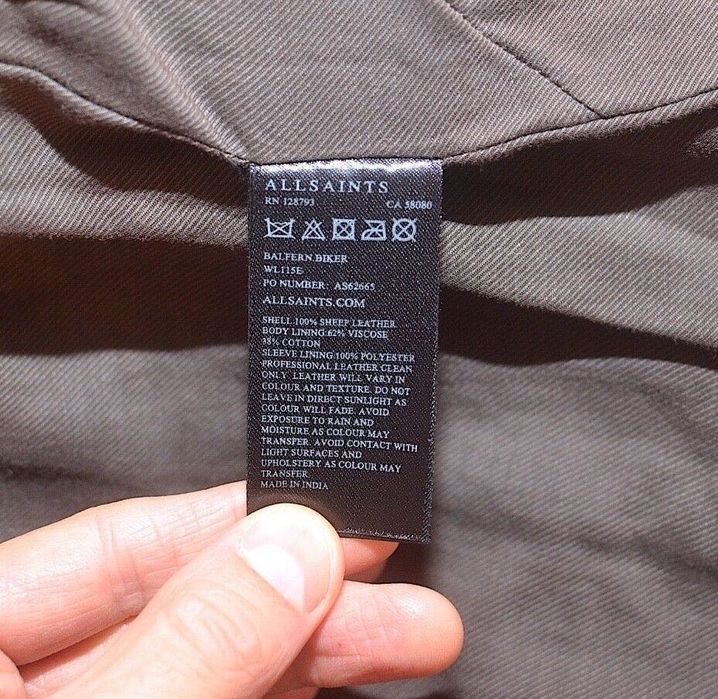 ALLSAINTS
RN 128793 CA 38080
BALFERN BIKER
WL115E
PO NUMBER: AS62665
ALLSAINTS.COM
SHELL:100% SHEEP LEATHER
BODY LINING:62% VISCOSE
38% COTTON
SLEEVE LINING:100% POLYESTER
PROFESSIONAL LEATHER CLEAN
ONLY. LEATHER WILL VARY IN
COLOUR AND TEXTURE. DO NOT
LEAVE IN DIRECT SUNLIGHT AS
COLOUR WILL FADE. AVOID
EXPOSURE TO RAIN AND
MOISTURE AS COLOUR MAY
TRANSFER. AVOID CONTACT WITH
LIGHT SURFACES AND
UPHOLSTERY AS COLOUR MAY
TRANSFER
MADE IN INDIA